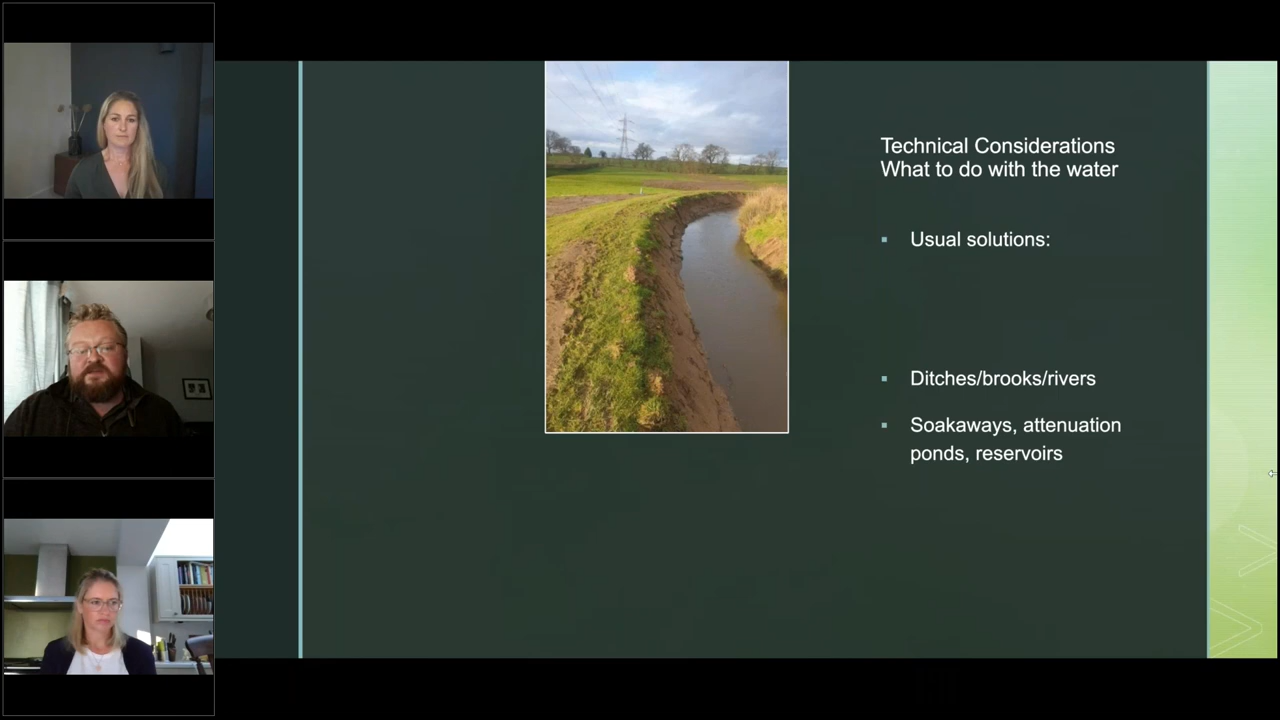 Technical Considerations
What to do with the water
Usual solutions:
Ditches/brooks/rivers
Soakaways, attenuation
ponds, reservoirs